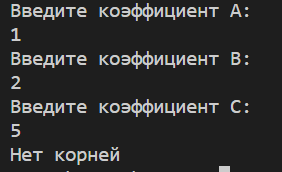 Введите коэффициент A:
1
Введите коэффициент B:
2
Введите коэффициент C:
5
Нет корней